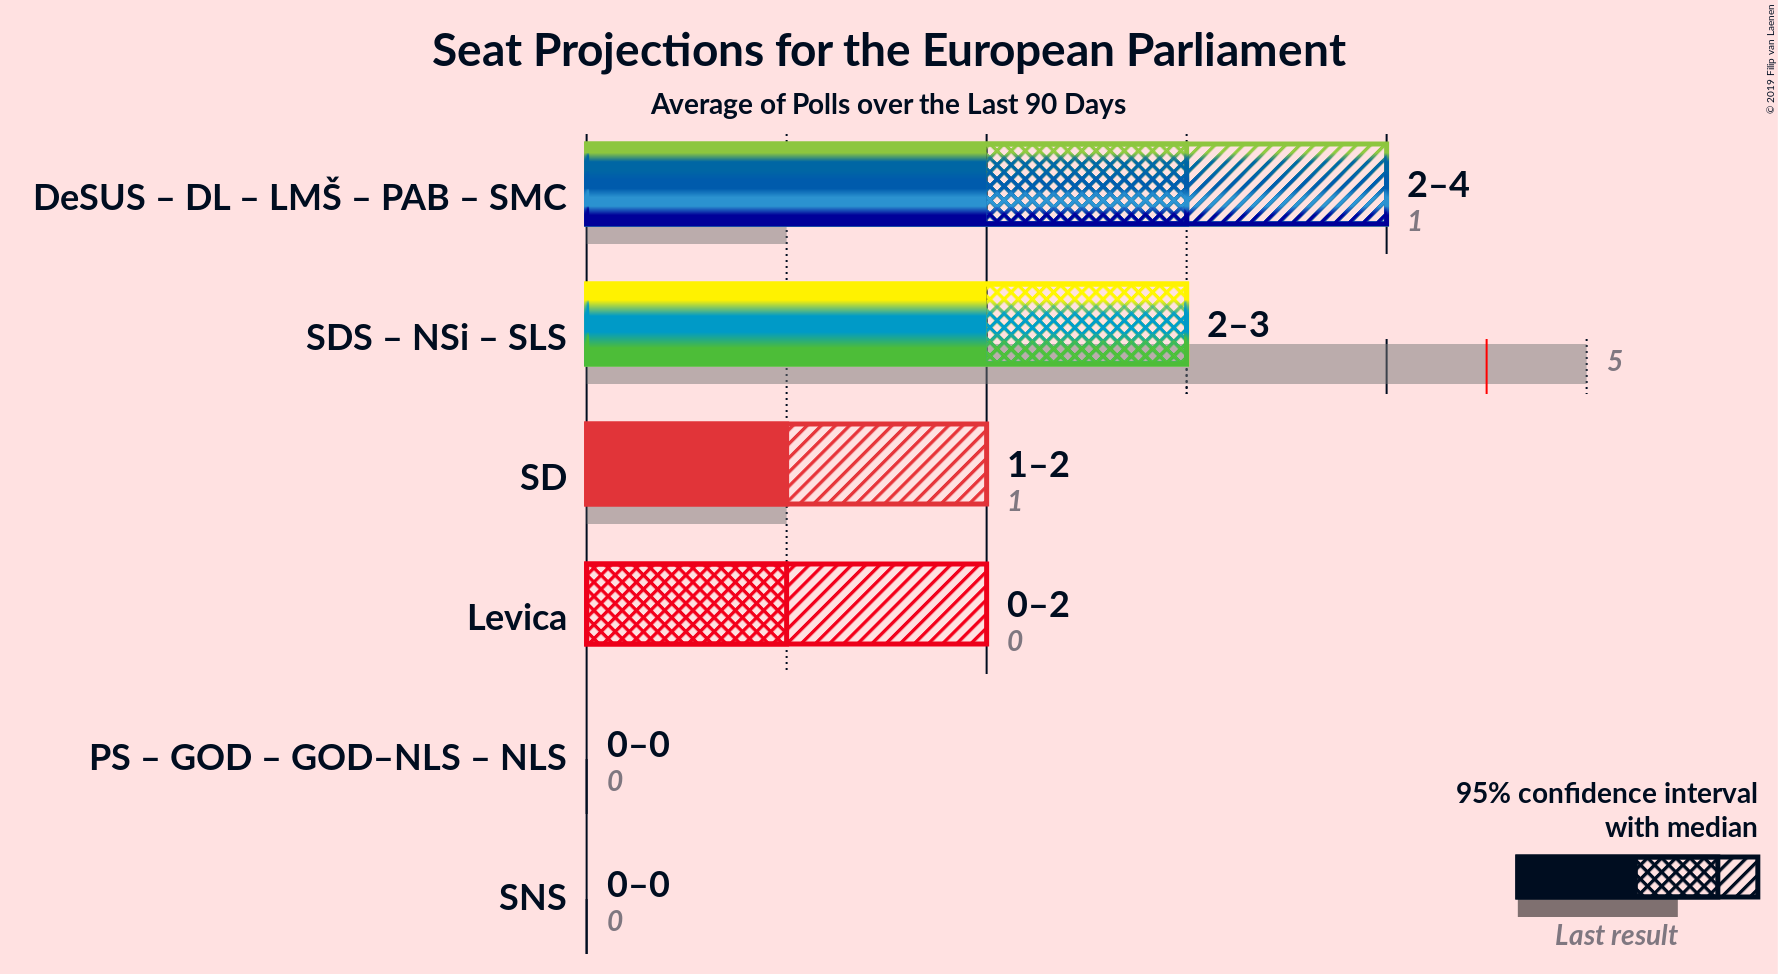 Seat Projections for the European Parliament
Average of Polls over the Last 90 Days
© 2019 Filip van Laenen
DeSUS – DL – LMŠ – PAB – SMC
2–4
1
SDS – NSi – SLS
2–3
5
SD
1–2
1
Levica
0–2
0
PS – GOD – GOD–NLS – NLS
0–0
0
SNS
0–0
0
95% confidence interval
with median
Last result